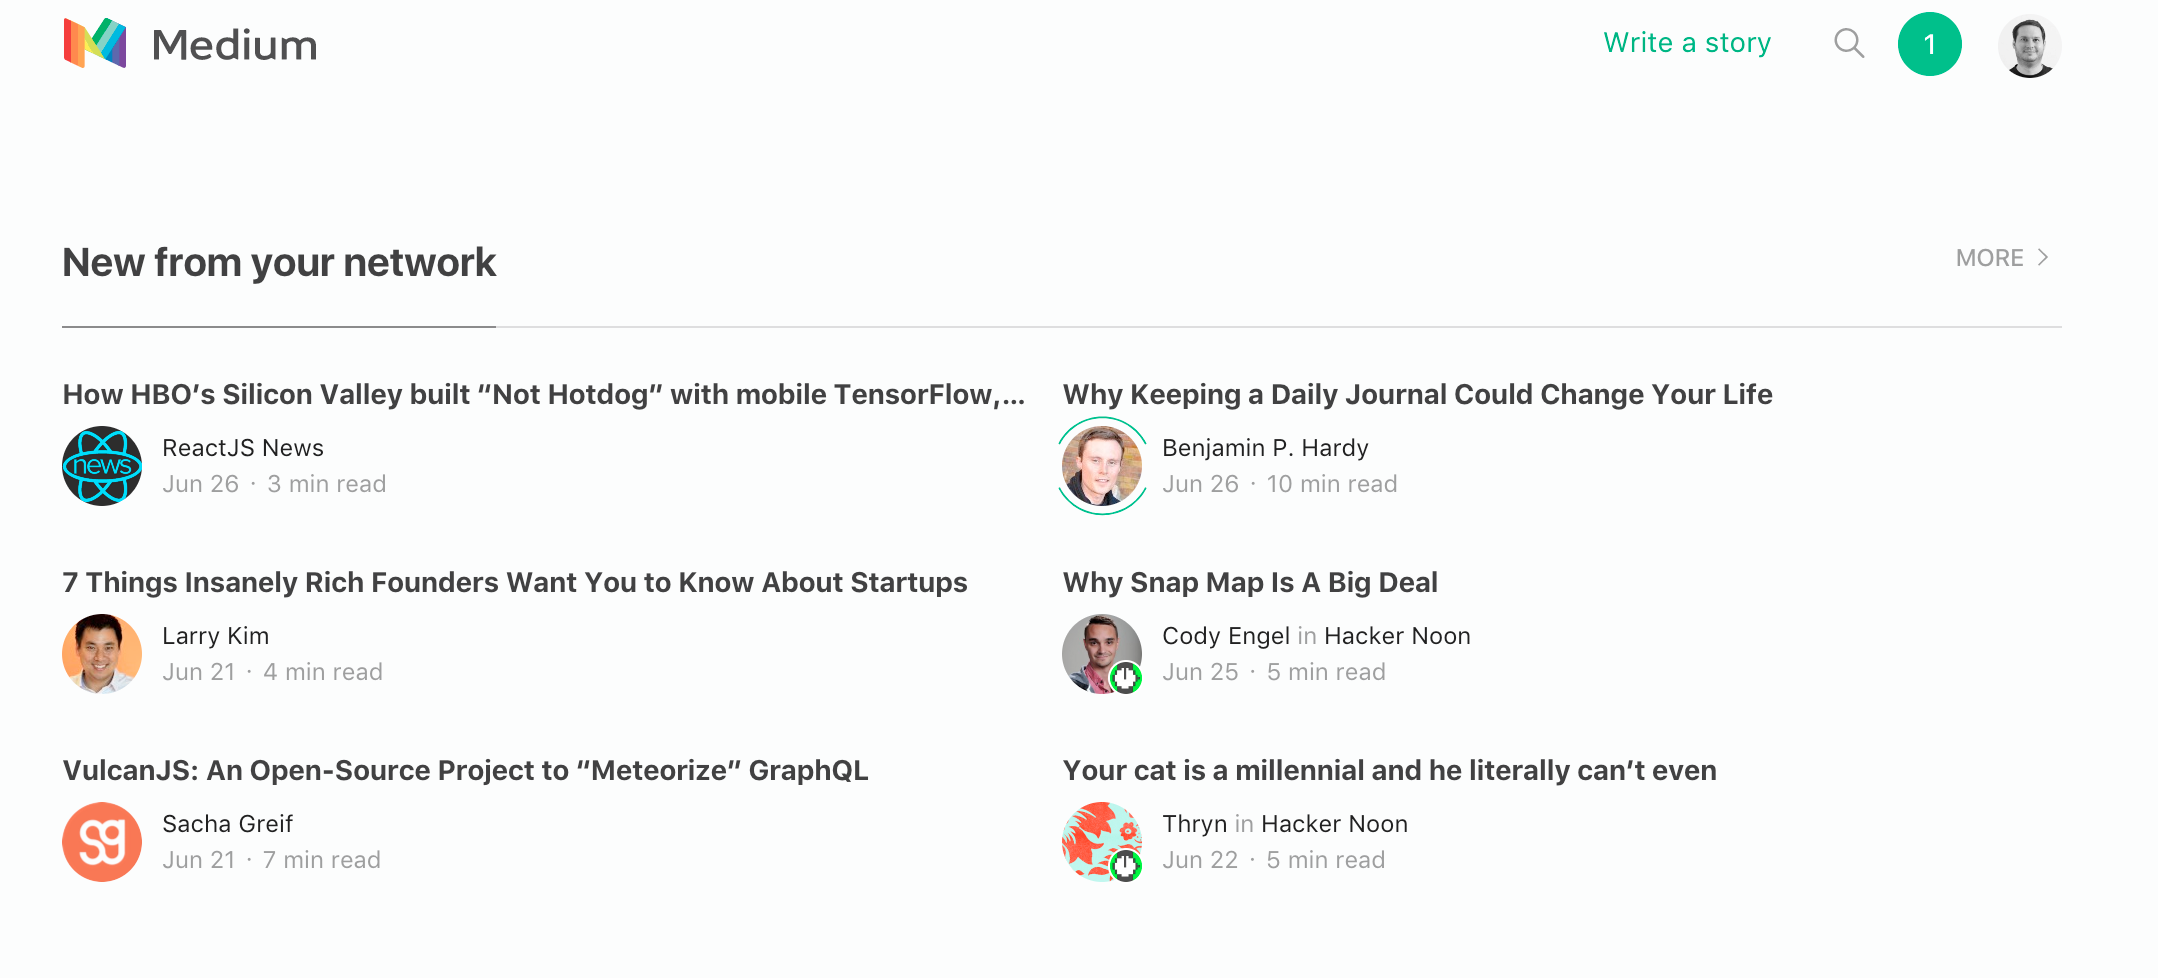 Medium
Write a story
1
New from your network
MORE
How HBO’s Silicon Valley built “Not Hotdog” with mobile TensorFlow,...
news
ReactJS News
Jun 26 · 3 min read
Why Keeping a Daily Journal Could Change Your Life
Benjamin P. Hardy
Jun 26 · 10 min read
7 Things Insanely Rich Founders Want You to Know About Startups
Larry Kim
Jun 21 · 4 min read
Why Snap Map Is A Big Deal
Cody Engel in Hacker Noon
Jun 25 · 5 min read
VulcanJS: An Open-Source Project to “Meteorize” GraphQL
sg
Sacha Greif
Jun 21 · 7 min read
Your cat is a millennial and he literally can’t even
Thryn in Hacker Noon
Jun 22 · 5 min read